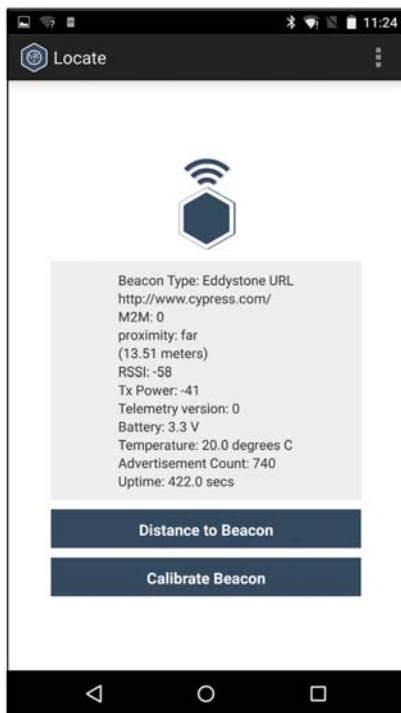 11:24
Locate
Beacon Type: Eddystone URL
http://www.cypress.com/
M2M: 0
proximity: far
(13.51 meters)
RSSI: -58
Tx Power: -41
Telemetry version: 0
Battery: 3.3 V
Temperature: 20.0 degrees C
Advertisement Count: 740
Uptime: 422.0 secs
Distance to Beacon
Calibrate Beacon